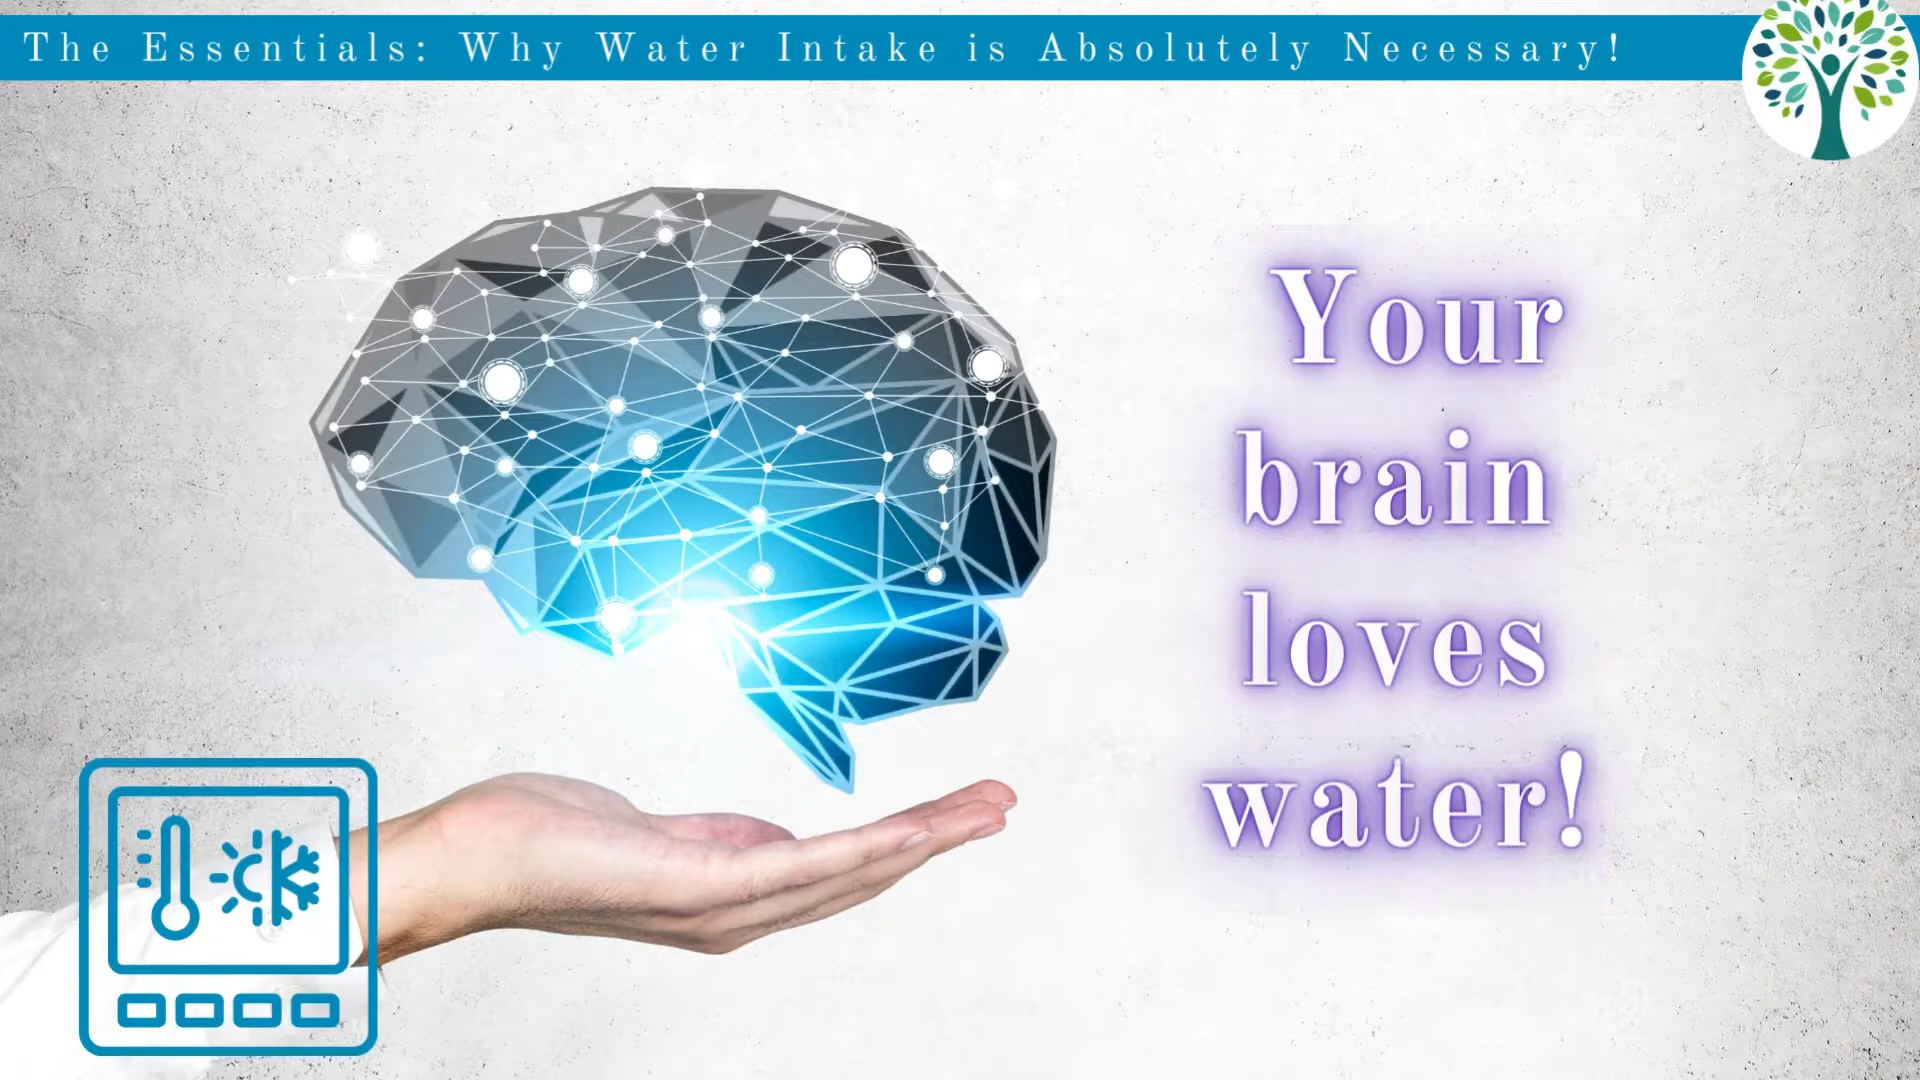 The Essentials: Why Water Intake is Absolutely Necessary!
Your
brain
loves
water!